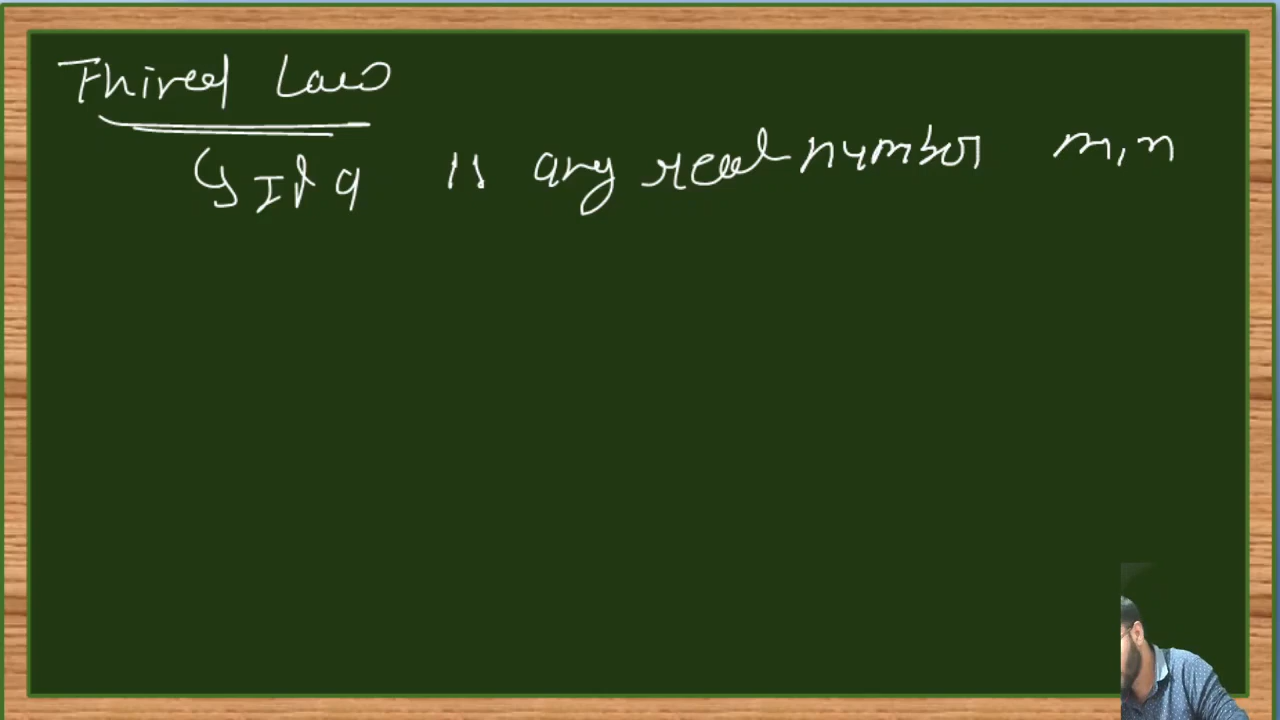 Third Law
↳ If a is any real number m, n